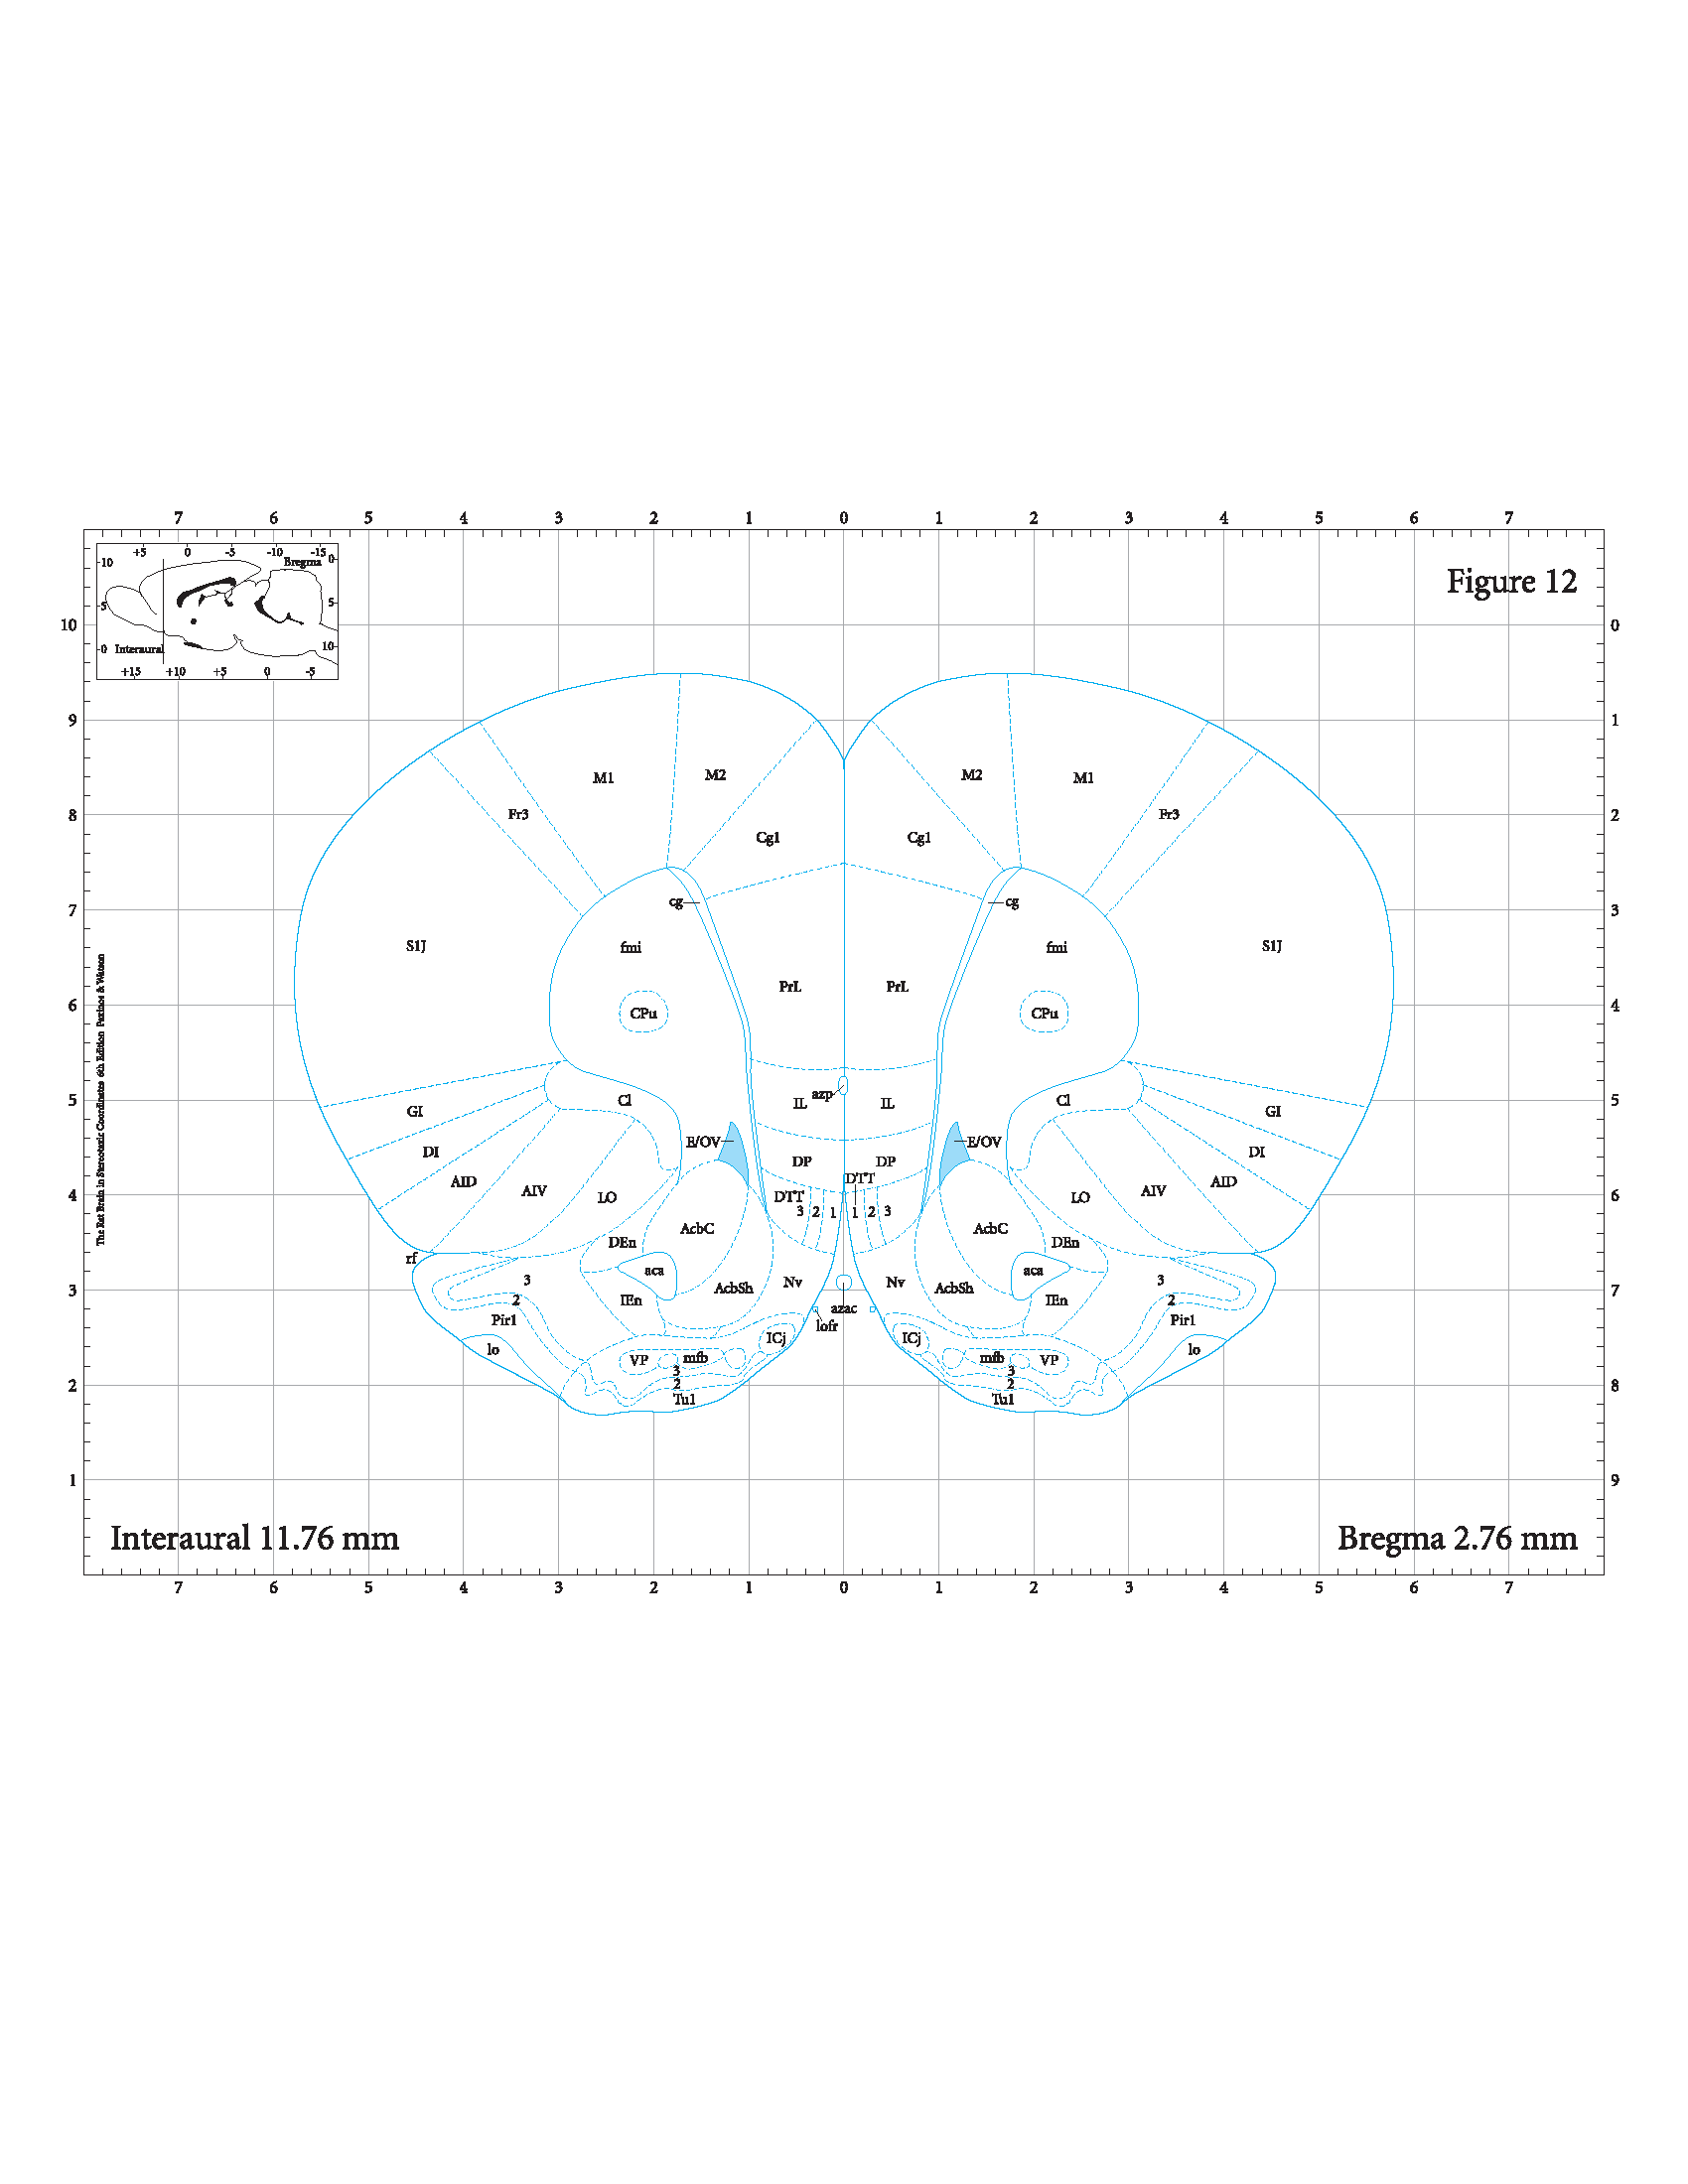 7 6 5 4 3 2 1 0 1 2 3 4 5 6 7
+5 0 -5 -10 -15
Bregma
10 0
5 5
0 Interaural 10
+15 +10 +5 0 -5
Figure 12
10 0
9 1
M1 M2 M2 M1
8 Fr3 Fr3 2
Cg1 Cg1
7 cg cg 3
S1J fmi fmi S1J
PrL PrL
6 CPu CPu 4
The Rat Brain in Stereotaxic Coordinates 6th Edition Paxinos & Watson
azp
5 GI Cl IL IL Cl GI 5
DI E/OV E/OV DI
AID DP DP AID
DTT
4 AIV LO DTT LO AIV 6
3 2 1 1 2 3
AcbC AcbC
rf DEn DEn
3 aca Nv Nv aca 3
3 AcbSh AcbSh 7
2 IEn azac IEn 2
Pir1 lofr Pir1
ICj ICj
lo VP mfb mfb VP lo
3 3
2 2 2 8
Tu1 Tu1
1 9
Interaural 11.76 mm Bregma 2.76 mm
7 6 5 4 3 2 1 0 1 2 3 4 5 6 7